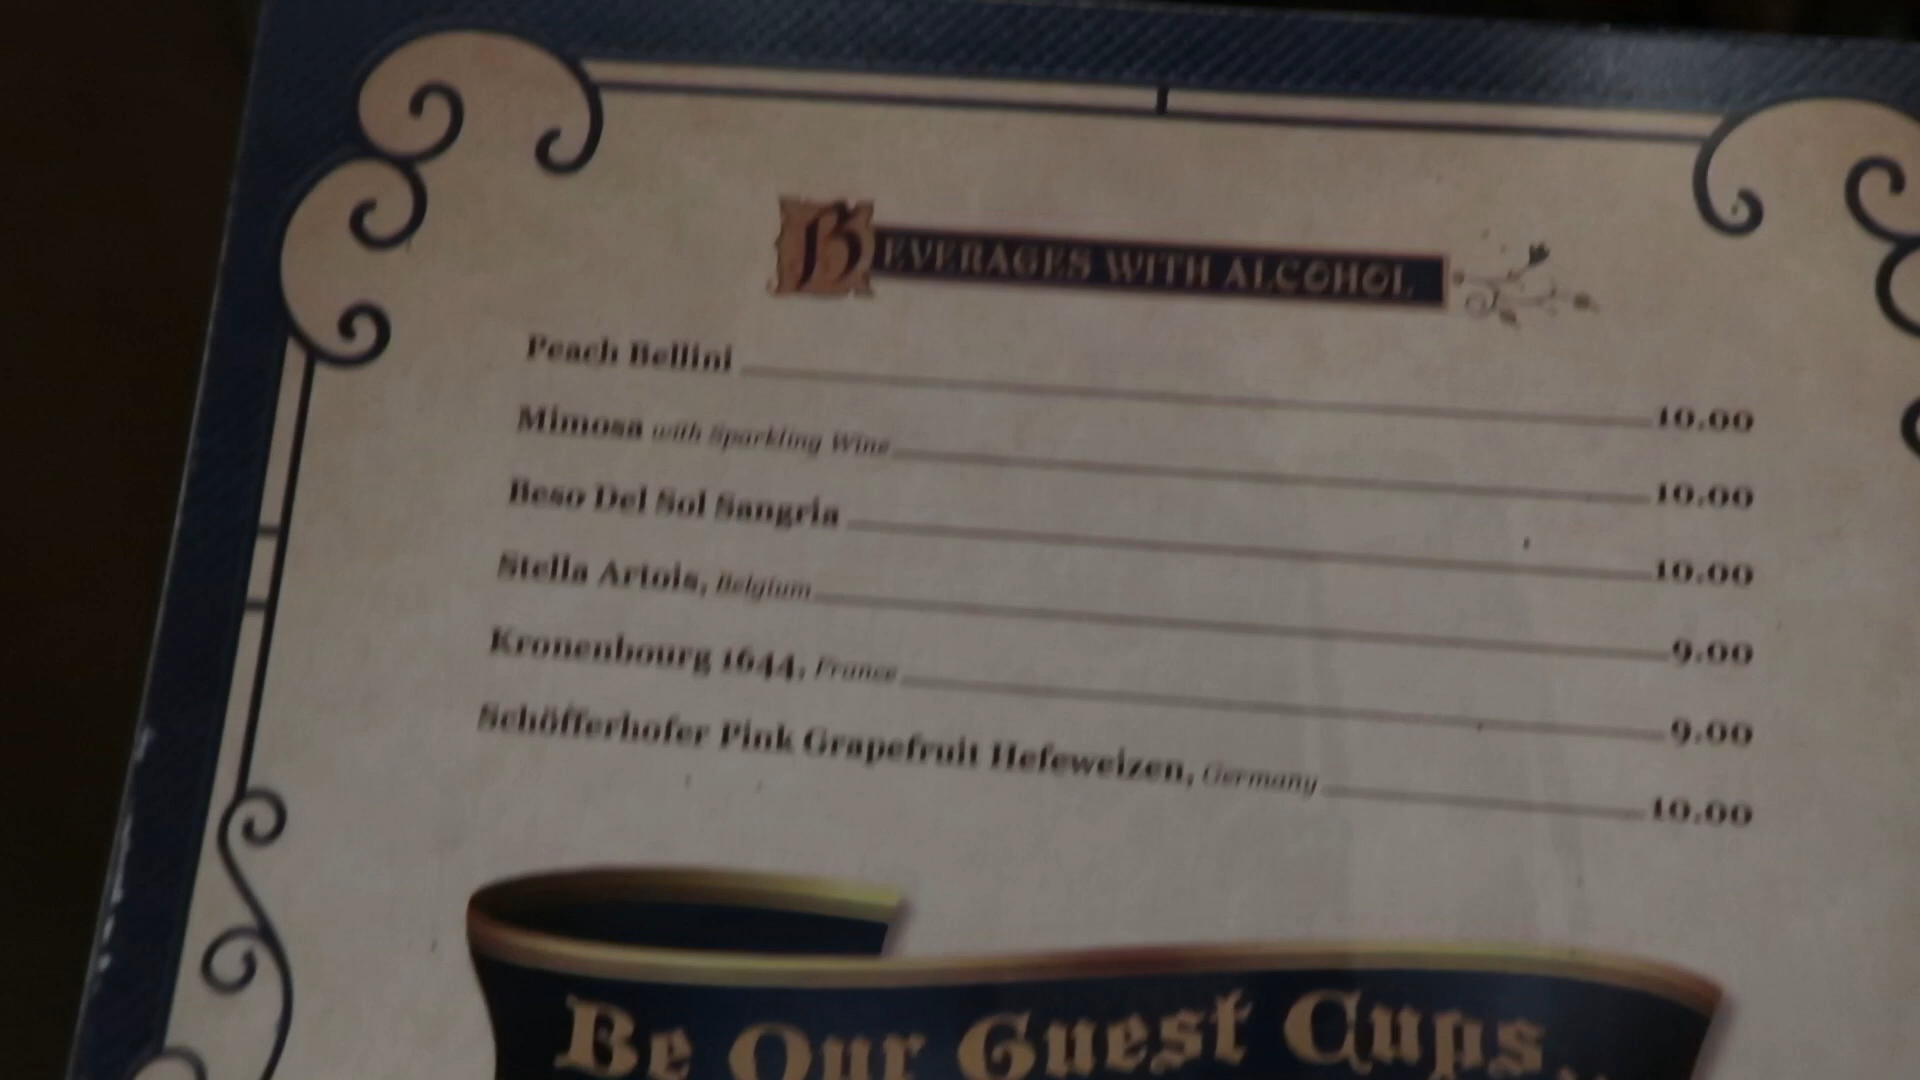 BEVERAGES WITH ALCOHOL
Peach Bellini 10.00
Mimosa with Sparkling Wine 10.00
Beso Del Sol Sangria 10.00
Stella Artois, Belgium 9.00
Kronenbourg 1644, France 9.00
Schöfferhofer Pink Grapefruit Hefeweizen, Germany 10.00
Be Our Guest Cups...